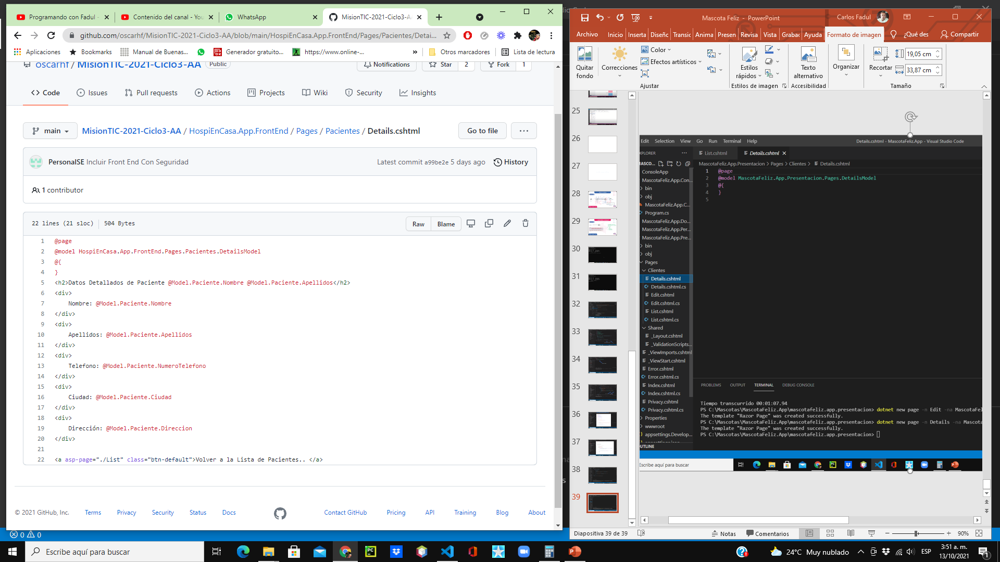 Programando con Fadul -
Contenido del canal - You
WhatsApp
MisionTIC-2021-Ciclo3-AA
github.com/oscarhf/MisionTIC-2021-Ciclo3-AA/blob/main/HospiEnCasa.App.FrontEnd/Pages/Pacientes/Detai...
Aplicaciones
Bookmarks
Manual de Buenas...
Generador gratuito...
https://www.online-...
»
Otros marcadores
Lista de lectura
oscarhf / MisionTIC-2021-Ciclo3-AA
Public
Notifications
Star
2
Fork
1
Code
Issues
Pull requests
Actions
Projects
Wiki
Security
Insights
main
MisionTIC-2021-Ciclo3-AA / HospiEnCasa.App.FrontEnd / Pages / Pacientes / Details.cshtml
Go to file
...
PersonalSE Incluir Front End Con Seguridad
Latest commit a99be2e 5 days ago
History
1 contributor
22 lines (21 sloc)
504 Bytes
Raw
Blame
1 @page
2 @model HospiEnCasa.App.FrontEnd.Pages.Pacientes.DetailsModel
3 @{
4 }
5 <h2>Datos Detallados de Paciente @Model.Paciente.Nombre @Model.Paciente.Apellidos</h2>
6 <div>
7 Nombre: @Model.Paciente.Nombre
8 </div>
9 <div>
10 Apellidos: @Model.Paciente.Apellidos
11 </div>
12 <div>
13 Telefono: @Model.Paciente.NumeroTelefono
14 </div>
15 <div>
16 Ciudad: @Model.Paciente.Ciudad
17 </div>
18 <div>
19 Dirección: @Model.Paciente.Direccion
20 </div>
21
22 <a asp-page="./List" class="btn-default">Volver a la Lista de Pacientes.. </a>
© 2021 GitHub, Inc.
Terms
Privacy
Security
Status
Docs
Contact GitHub
Pricing
API
Training
Blog
About
0
0
Mascota Feliz - PowerPoint
Carlos Fadul
Archivo
Inicio
Inserta
Diseño
Transic
Anima
Presen
Revisa
Vista
Grabac
Ayuda
Formato de imagen
¿Qué des
Compartir
Quitar fondo
Correcciones
Color
Efectos artísticos
Ajustar
Estilos rápidos
Estilos de imagen
Texto alternativo
Accesibilidad
Organizar
Recortar
19,05 cm
33,87 cm
Tamaño
25
26
27
28
29
30
31
32
33
34
35
36
37
38
39
Edit
Selection
View
Go
Run
Terminal
Help
Details.cshtml - MascotaFeliz.App - Visual Studio Code
XPLORER
...
List.cshtml
Details.cshtml
MASCO...
MascotaFeliz.App.Presentacion > Pages > Clientes > Details.cshtml
1 @page
2 @model MascotaFeliz.App.Presentacion.Pages.DetailsModel
3 @{
4 }
5
ConsoleApp
MascotaFeliz.App.Con...
bin
obj
MascotaFeliz.App.C...
Program.cs
MascotaFeliz.App.Do...
MascotaFeliz.App.Per...
MascotaFeliz.App.Pre...
bin
obj
Pages
Clientes
Details.cshtml
Details.cshtml.cs
Edit.cshtml
Edit.cshtml.cs
List.cshtml
List.cshtml.cs
Shared
_Layout.cshtml
_ValidationScripts...
_ViewImports.cshtml
_ViewStart.cshtml
Error.cshtml
Error.cshtml.cs
Index.cshtml
Index.cshtml.cs
Privacy.cshtml
Privacy.cshtml.cs
Properties
wwwroot
appsettings.Develop...
OUTLINE
PROBLEMS
OUTPUT
TERMINAL
DEBUG CONSOLE
Tiempo transcurrido 00:01:07.94
PS C:\Mascotas\MascotaFeliz.App\mascotafeliz.app.presentacion> dotnet new page -n Edit -na MascotaFel
The template "Razor Page" was created successfully.
PS C:\Mascotas\MascotaFeliz.App\mascotafeliz.app.presentacion> dotnet new page -n Details -na Mascota
The template "Razor Page" was created successfully.
PS C:\Mascotas\MascotaFeliz.App\mascotafeliz.app.presentacion>
Escribe aquí para buscar
Diapositiva 39 de 39
Notas
Comentarios
90%
Escribe aquí para buscar
24°C Muy nublado
ESP
3:51 a. m.
13/10/2021
1